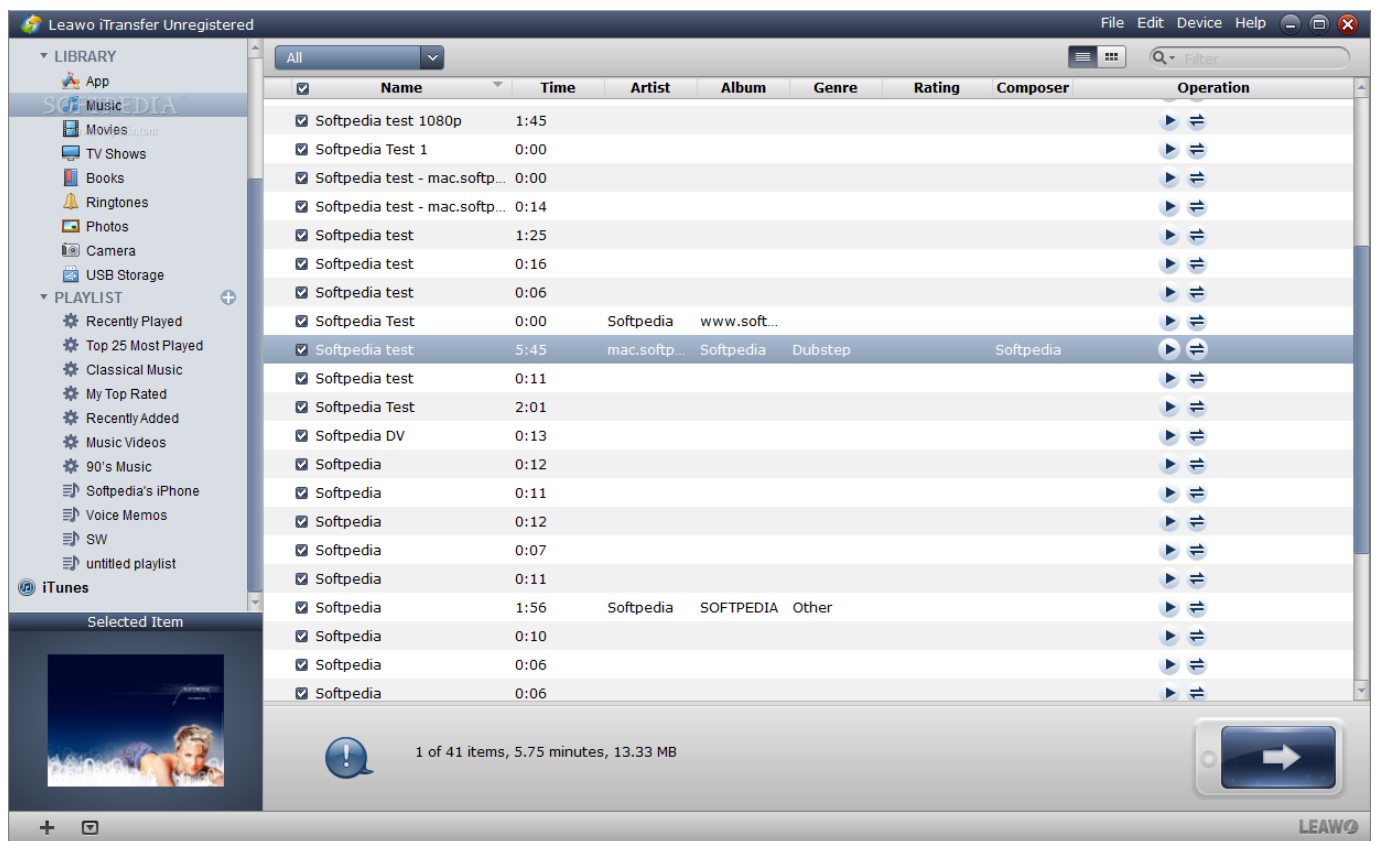 Leawo iTransfer Unregistered File Edit Device Help
LIBRARY
App
Music
Movies
TV Shows
Books
Ringtones
Photos
Camera
USB Storage
PLAYLIST
Recently Played
Top 25 Most Played
Classical Music
My Top Rated
Recently Added
Music Videos
90's Music
Softpedia's iPhone
Voice Memos
SW
untitled playlist
iTunes
Selected Item
All Filter
Name Time Artist Album Genre Rating Composer Operation
Softpedia test 1080p 1:45
Softpedia Test 1 0:00
Softpedia test - mac.softp... 0:00
Softpedia test - mac.softp... 0:14
Softpedia test 1:25
Softpedia test 0:16
Softpedia test 0:06
Softpedia Test 0:00 Softpedia www.soft...
Softpedia test 5:45 mac.softp... Softpedia Dubstep Softpedia
Softpedia test 0:11
Softpedia Test 2:01
Softpedia DV 0:13
Softpedia 0:12
Softpedia 0:11
Softpedia 0:12
Softpedia 0:07
Softpedia 0:11
Softpedia 1:56 Softpedia SOFTPEDIA Other
Softpedia 0:10
Softpedia 0:06
Softpedia 0:06
1 of 41 items, 5.75 minutes, 13.33 MB
LEAWO